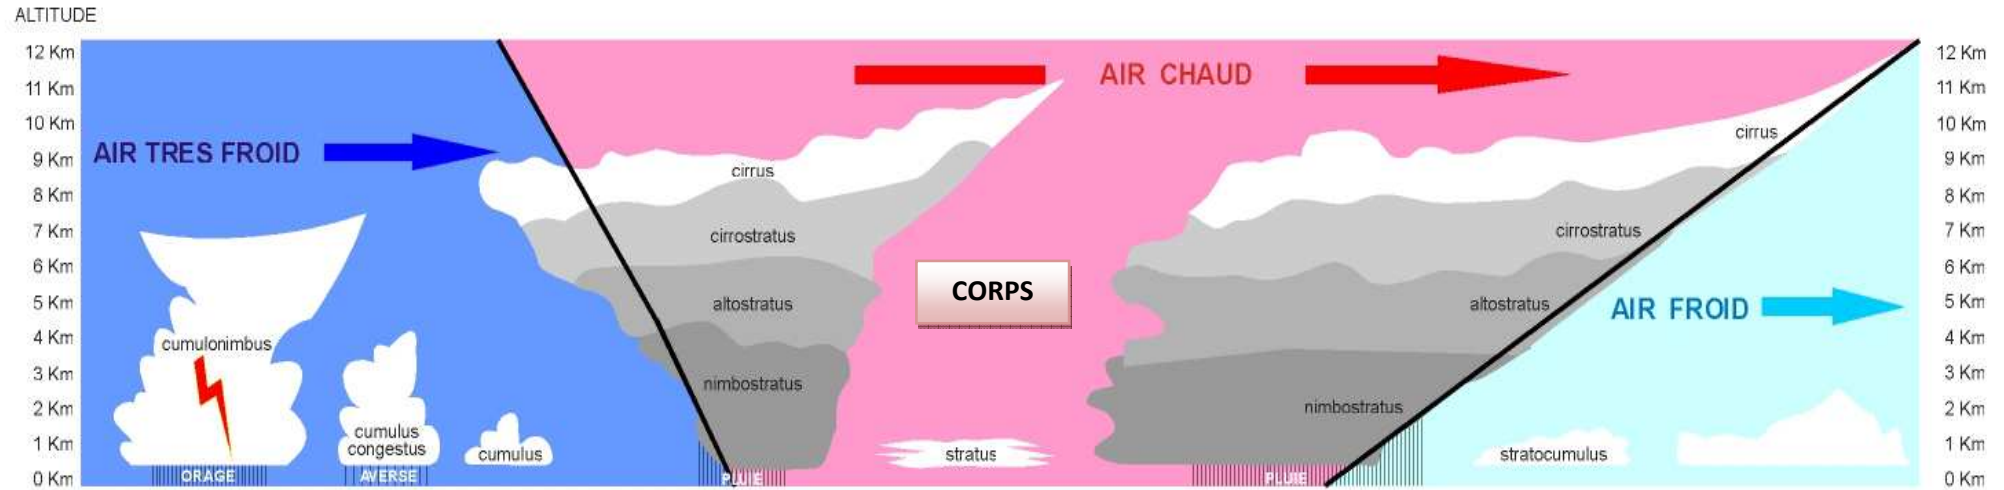 ALTITUDE
12 Km
11 Km
10 Km
9 Km
8 Km
7 Km
6 Km
5 Km
4 Km
3 Km
2 Km
1 Km
0 Km
AIR TRES FROID
cumulonimbus
ORAGE
cumulus
congestus
AVERSE
cumulus
cirrus
cirrostratus
altostratus
nimbostratus
PLUIE
AIR CHAUD
CORPS
stratus
cirrus
cirrostratus
altostratus
nimbostratus
PLUIE
AIR FROID
stratocumulus
12 Km
11 Km
10 Km
9 Km
8 Km
7 Km
6 Km
5 Km
4 Km
3 Km
2 Km
1 Km
0 Km